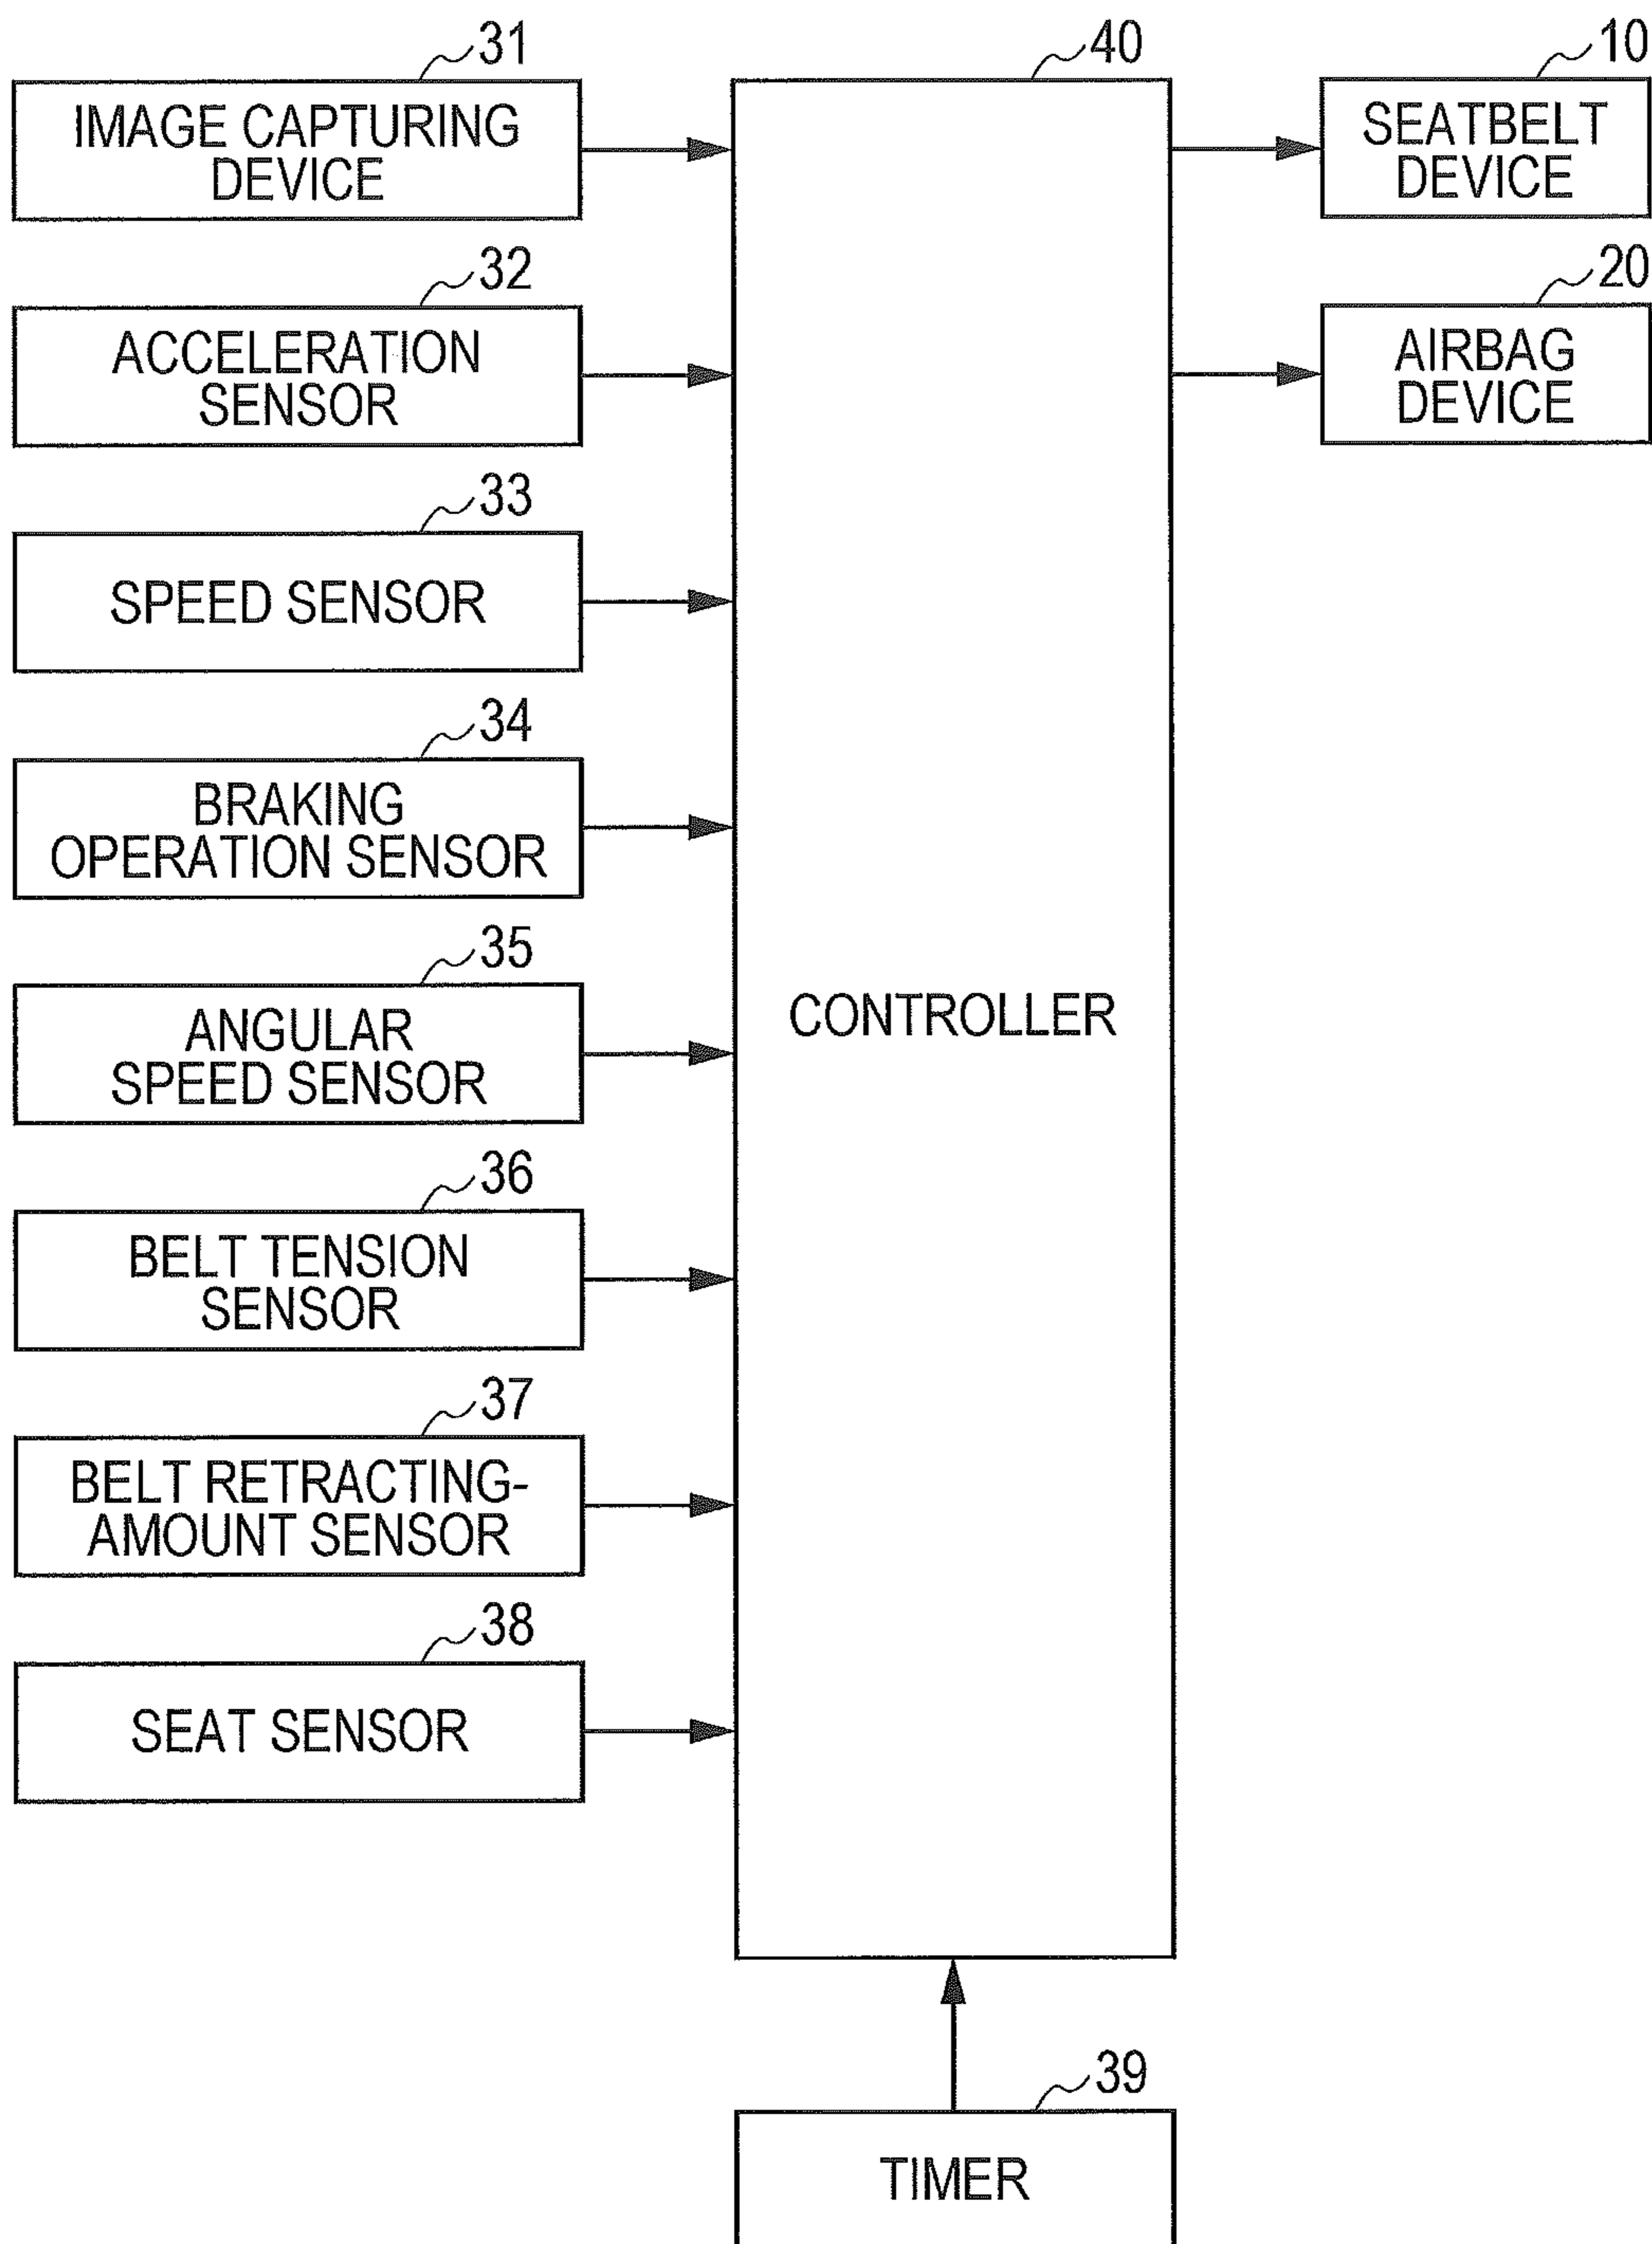 31
IMAGE CAPTURING
DEVICE
32
ACCELERATION
SENSOR
33
SPEED SENSOR
34
BRAKING
OPERATION SENSOR
35
ANGULAR
SPEED SENSOR
36
BELT TENSION
SENSOR
37
BELT RETRACTING-
AMOUNT SENSOR
38
SEAT SENSOR
40
CONTROLLER
39
TIMER
10
SEATBELT
DEVICE
20
AIRBAG
DEVICE